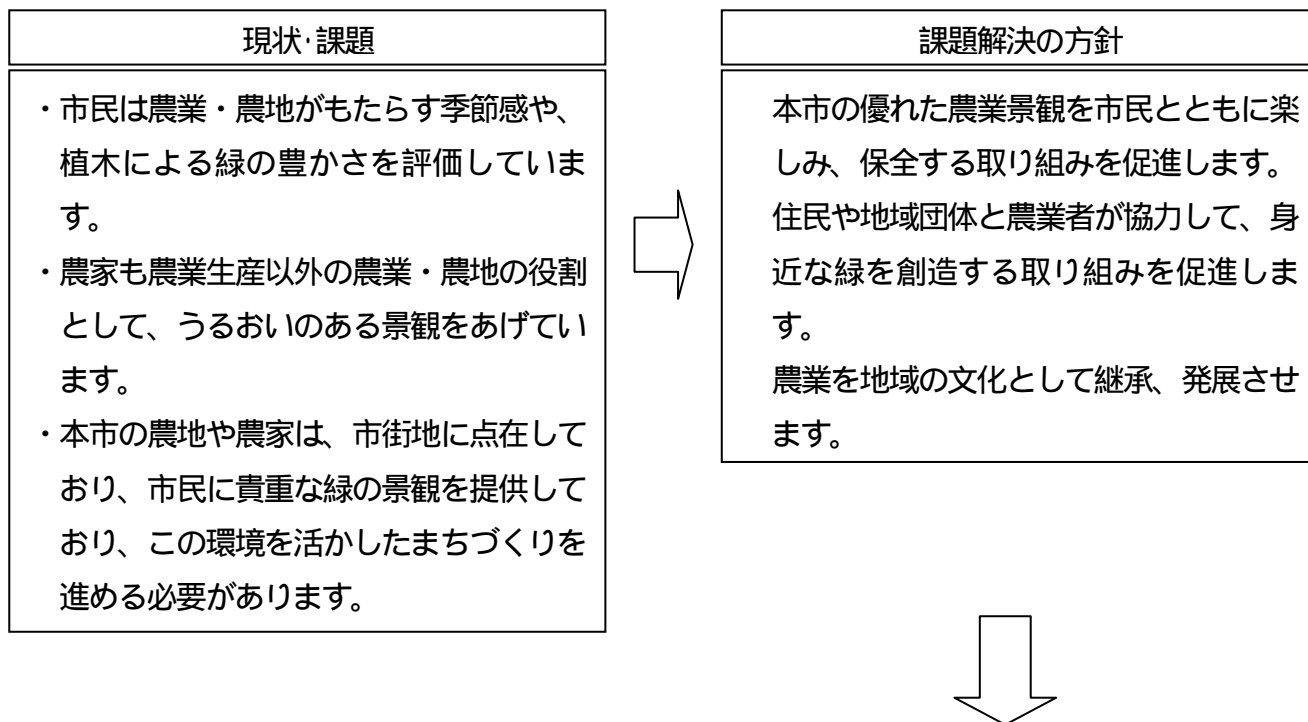 現状・課題
・市民は農業・農地がもたらす季節感や、
植木による緑の豊かさを評価していま
す。
・農家も農業生産以外の農業・農地の役割
として、うるおいのある景観をあげてい
ます。
・本市の農地や農家は、市街地に点在して
おり、市民に貴重な緑の景観を提供して
おり、この環境を活かしたまちづくりを
進める必要があります。
課題解決の方針
本市の優れた農業景観を市民とともに楽
しみ、保全する取り組みを促進します。
住民や地域団体と農業者が協力して、身
近な緑を創造する取り組みを促進しま
す。
農業を地域の文化として継承、発展させ
ます。